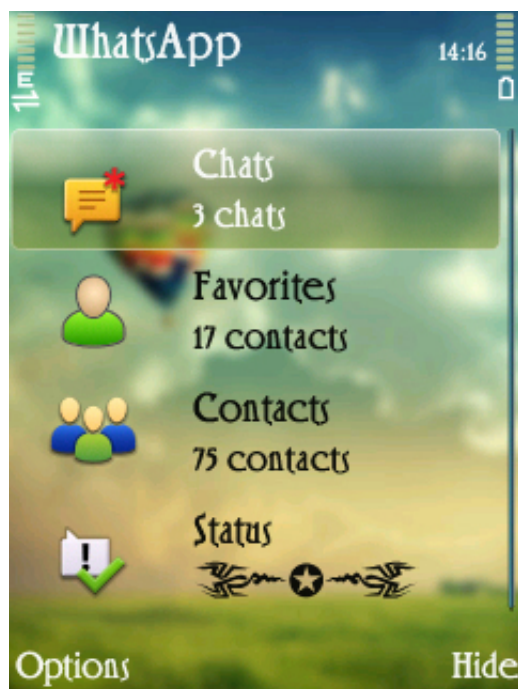 WhatsApp
14:16
E
Chats
3 chats
Favorites
17 contacts
Contacts
75 contacts
Status
Options
Hide